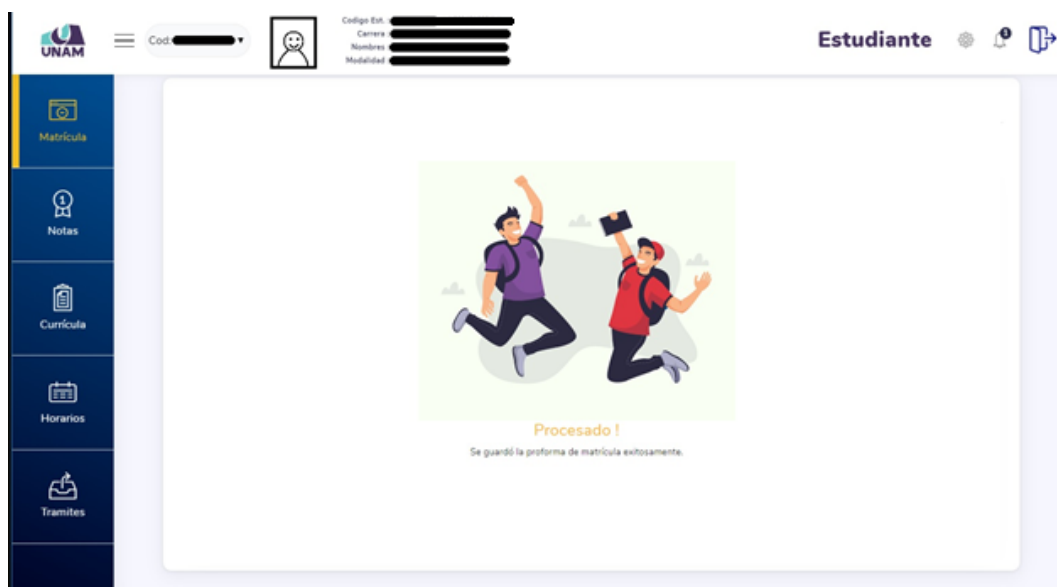 UNAM
Cod:
Codigo Est. :
Carrera :
Nombres :
Modalidad :
Estudiante
Matrícula
1
Notas
Currícula
Horarios
Tramites
Procesado !
Se guardó la proforma de matrícula exitosamente.